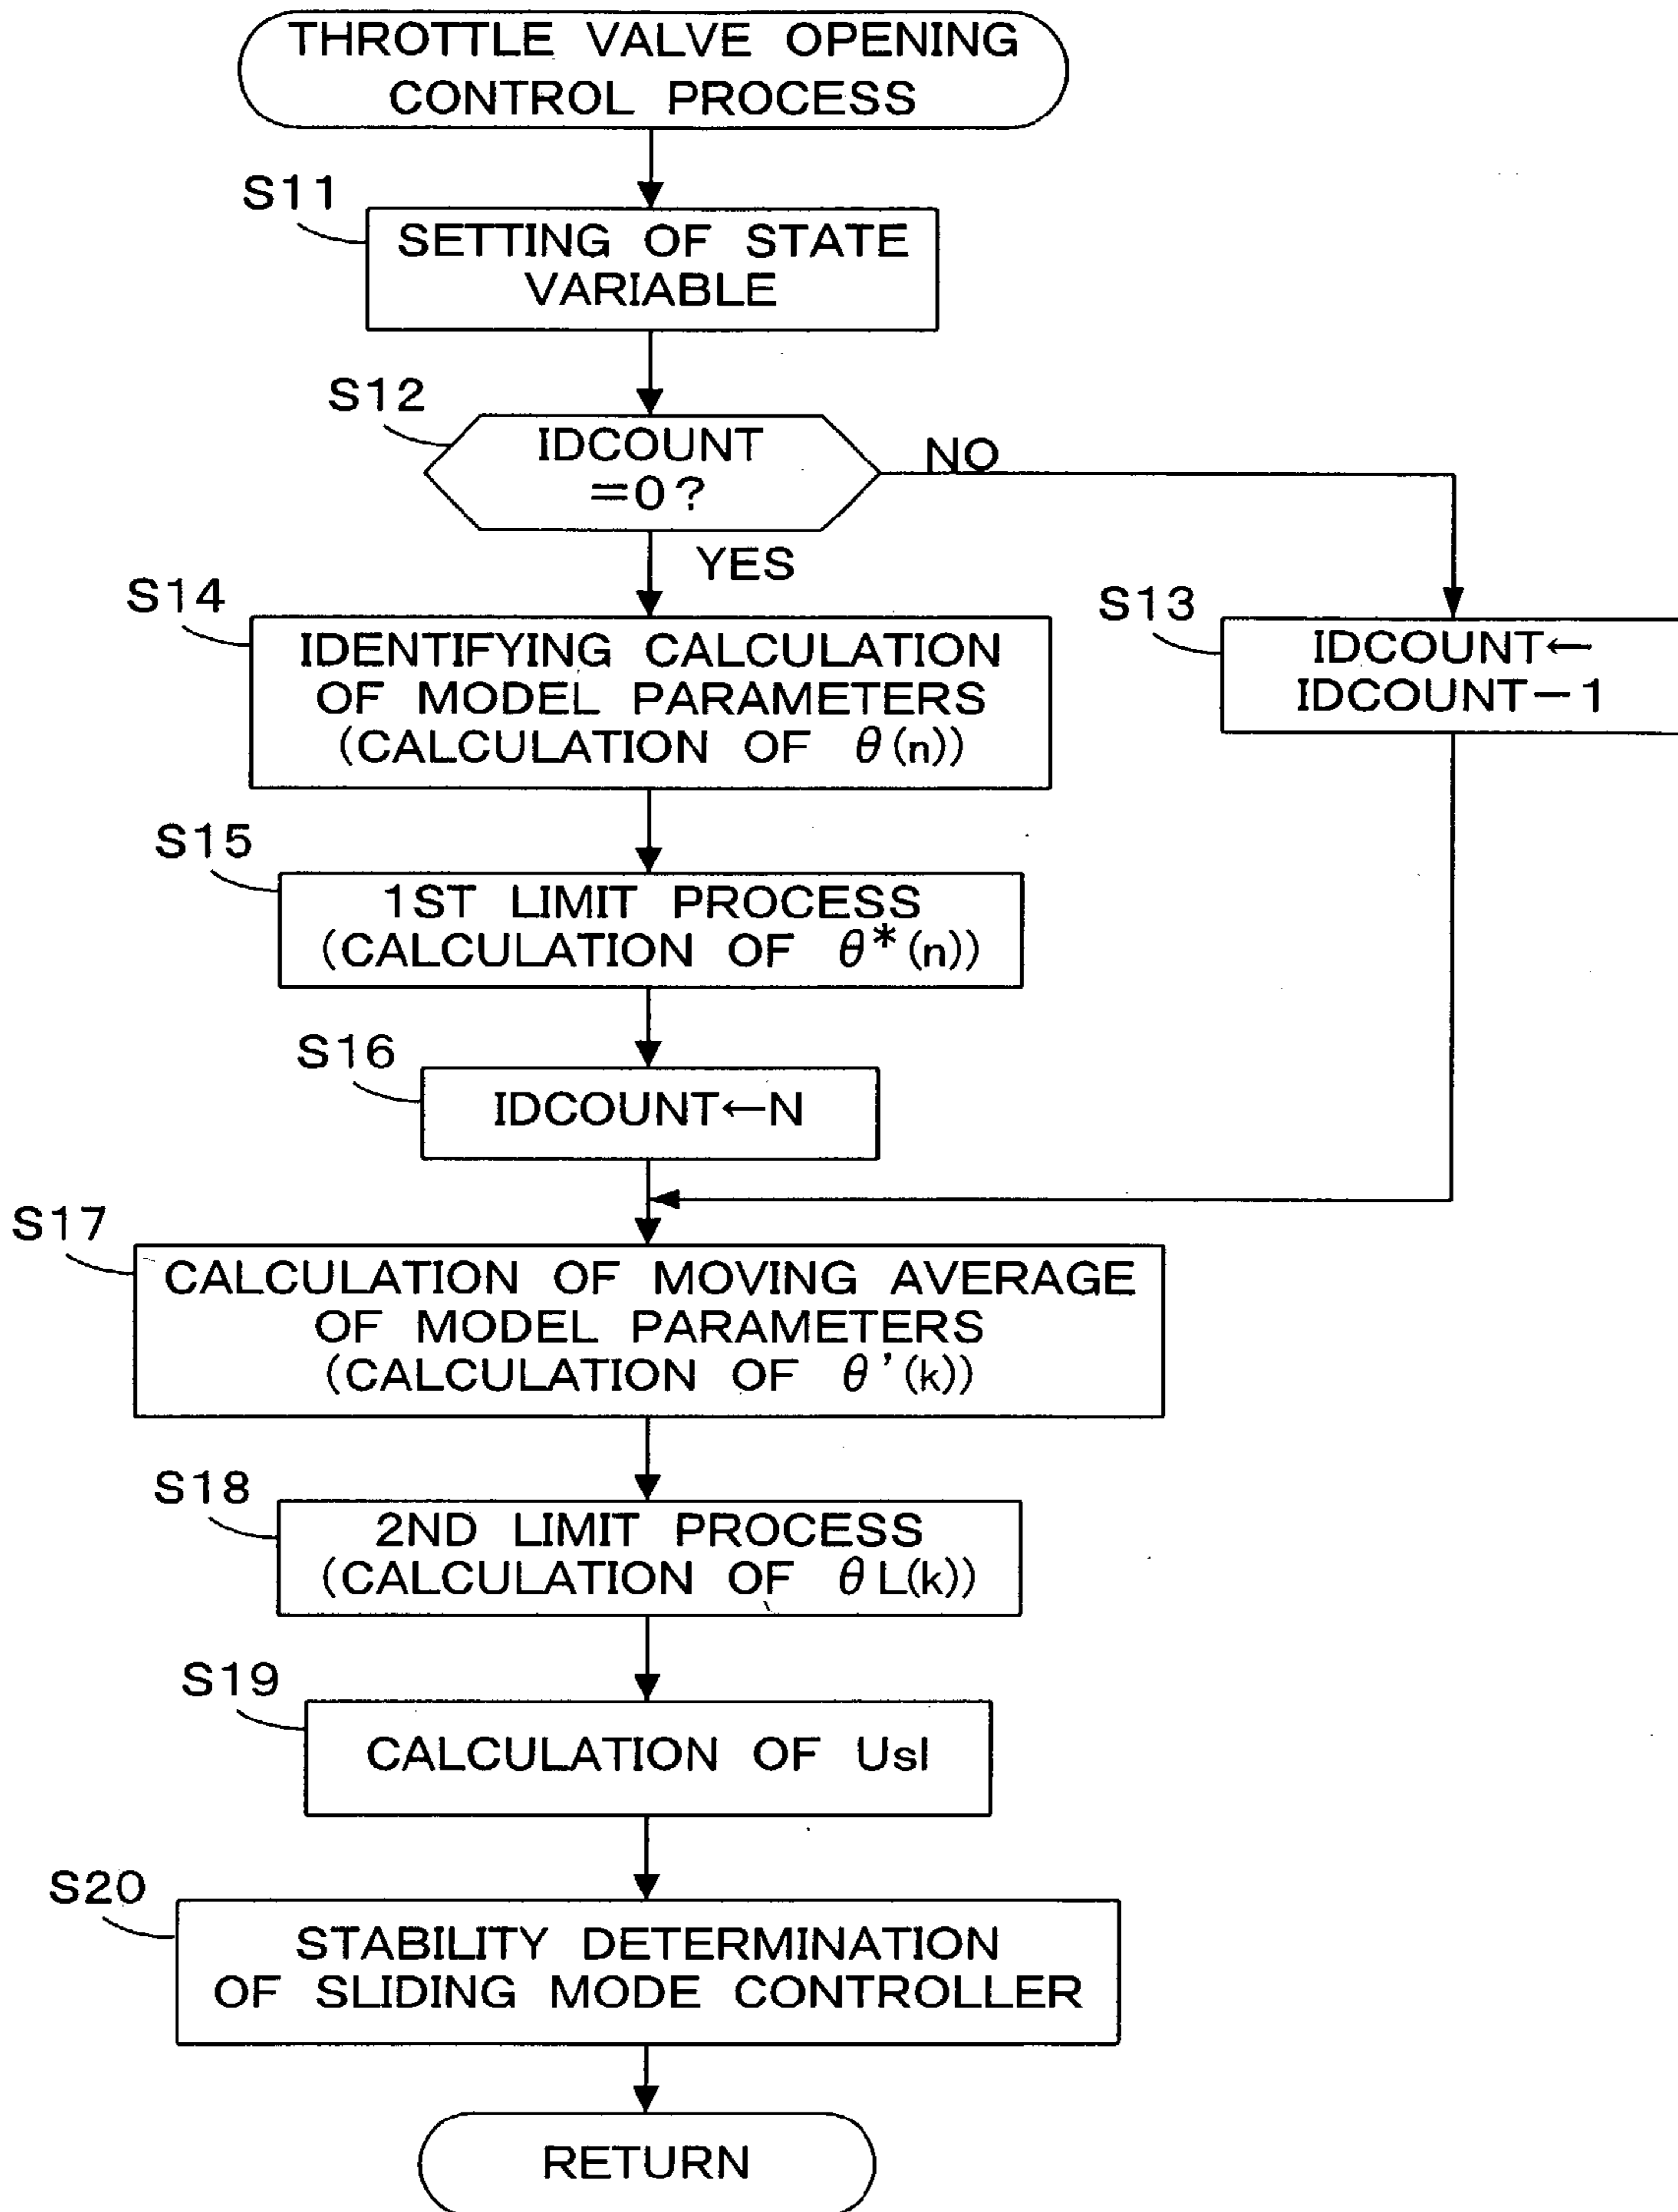 THROTTLE VALVE OPENING
CONTROL PROCESS
S11
SETTING OF STATE
VARIABLE
S12
IDCOUNT
=0?
NO
YES
S14
IDENTIFYING CALCULATION
OF MODEL PARAMETERS
(CALCULATION OF θ(n))
S13
IDCOUNT←
IDCOUNT−1
S15
1ST LIMIT PROCESS
(CALCULATION OF θ*(n))
S16
IDCOUNT←N
S17
CALCULATION OF MOVING AVERAGE
OF MODEL PARAMETERS
(CALCULATION OF θ'(k))
S18
2ND LIMIT PROCESS
(CALCULATION OF θL(k))
S19
CALCULATION OF Usl
S20
STABILITY DETERMINATION
OF SLIDING MODE CONTROLLER
RETURN